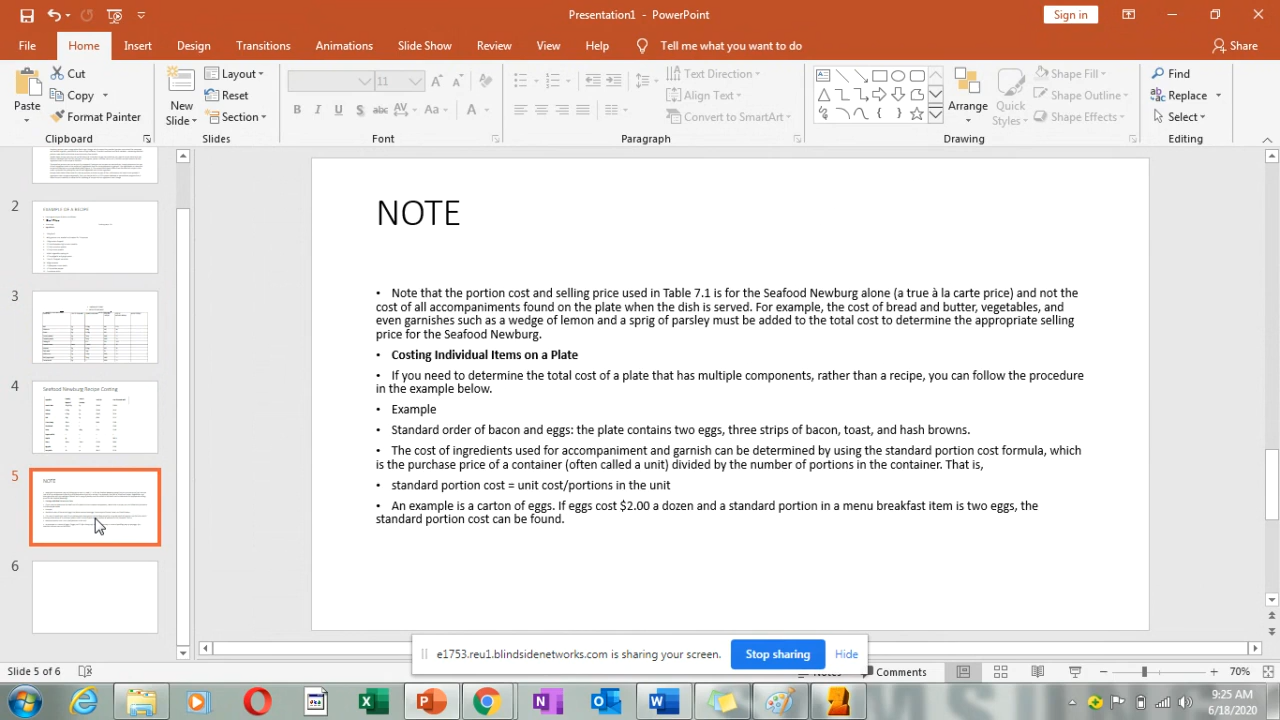 Presentation1 - PowerPoint
Sign in
File
Home
Insert
Design
Transitions
Animations
Slide Show
Review
View
Help
Tell me what you want to do
Share
Paste
Cut
Copy
Format Painter
Clipboard
New
Slide
Layout
Reset
Section
Slides
11
B I U S abc AV Aa A
Font
Text Direction
Align Text
Convert to SmartArt
Paragraph
Arrange
Quick
Styles
Shape Fill
Shape Outline
Shape Effects
Drawing
Find
Replace
Select
Editing
2
3
4
Seafood Newburg Recipe Costing
5
NOTE
6
NOTE
• Note that the portion cost and selling price used in Table 7.1 is for the Seafood Newburg alone (a true à la carte price) and not the
cost of all accompaniments found on the plate when the dish is served. For example, the cost of bread and butter, vegetables, and
even garnishes such as a wedge of lemon and a sprig of parsley must be added to the total cost to determine the appropriate selling
price for the Seafood Newburg.
• Costing Individual Items on a Plate
• If you need to determine the total cost of a plate that has multiple components, rather than a recipe, you can follow the procedure
in the example below.
• Example
• Standard order of bacon and eggs: the plate contains two eggs, three strips of bacon, toast, and hash browns.
• The cost of ingredients used for accompaniment and garnish can be determined by using the standard portion cost formula, which
is the purchase price of a container (often called a unit) divided by the number of portions in the container. That is,
• standard portion cost = unit cost/portions in the unit
• An example is a carton of eggs. If eggs cost $2.00 a dozen and a standard portion in a menu breakfast item is two eggs, the
standard portion cost can be found.
e1753.reu1.blindsidenetworks.com is sharing your screen.
Stop sharing
Hide
Slide 5 of 6
Comments
70%
9:25 AM
6/18/2020